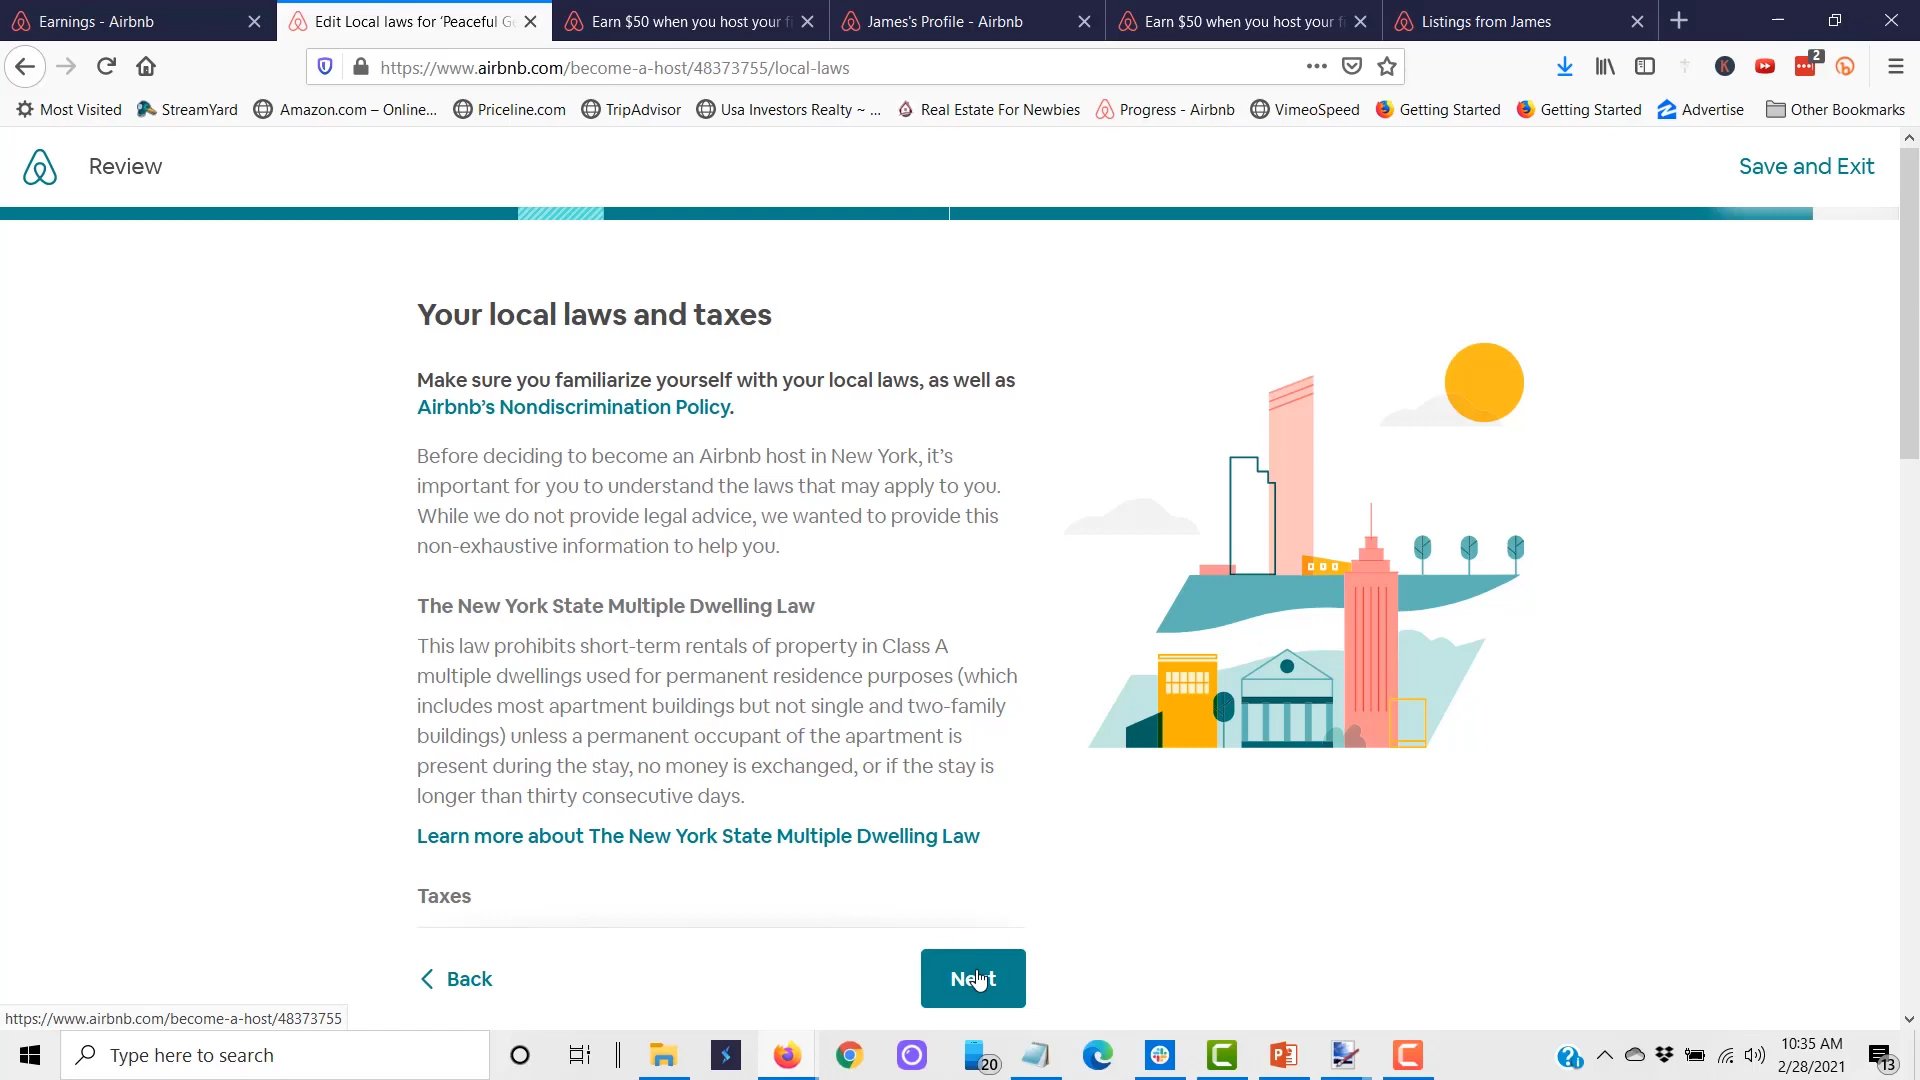 Earnings - Airbnb
Edit Local laws for 'Peaceful Ge
Earn $50 when you host your fi
James's Profile - Airbnb
Earn $50 when you host your f
Listings from James
https://www.airbnb.com/become-a-host/48373755/local-laws
2
Most Visited
StreamYard
Amazon.com – Online...
Priceline.com
TripAdvisor
Usa Investors Realty ~ ...
Real Estate For Newbies
Progress - Airbnb
VimeoSpeed
Getting Started
Getting Started
Advertise
Other Bookmarks
Review
Save and Exit
Your local laws and taxes
Make sure you familiarize yourself with your local laws, as well as
Airbnb's Nondiscrimination Policy.
Before deciding to become an Airbnb host in New York, it's
important for you to understand the laws that may apply to you.
While we do not provide legal advice, we wanted to provide this
non-exhaustive information to help you.
The New York State Multiple Dwelling Law
This law prohibits short-term rentals of property in Class A
multiple dwellings used for permanent residence purposes (which
includes most apartment buildings but not single and two-family
buildings) unless a permanent occupant of the apartment is
present during the stay, no money is exchanged, or if the stay is
longer than thirty consecutive days.
Learn more about The New York State Multiple Dwelling Law
Taxes
Back
Next
https://www.airbnb.com/become-a-host/48373755
Type here to search
20
10:35 AM
2/28/2021
13